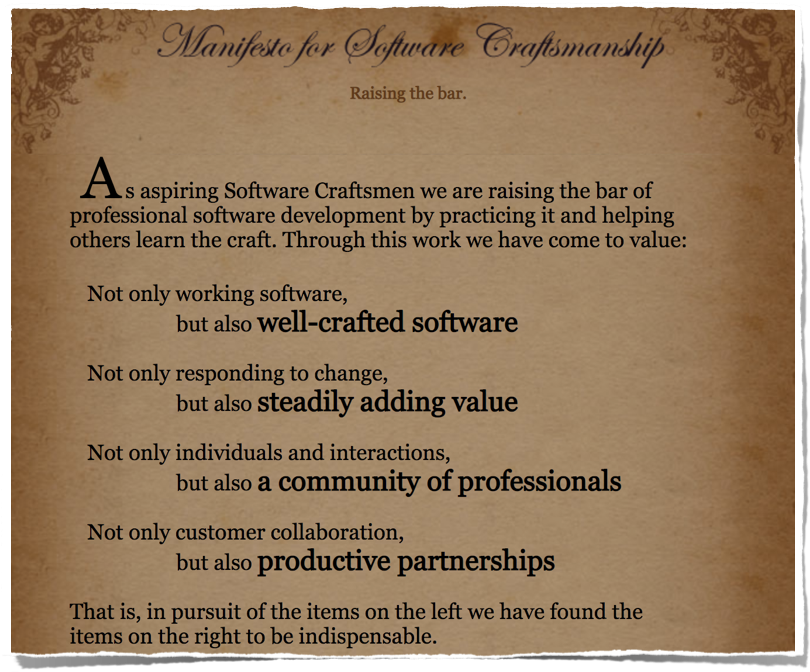 Manifesto for Software Craftsmanship
Raising the bar.
As aspiring Software Craftsmen we are raising the bar of
professional software development by practicing it and helping
others learn the craft. Through this work we have come to value:
Not only working software,
but also well-crafted software
Not only responding to change,
but also steadily adding value
Not only individuals and interactions,
but also a community of professionals
Not only customer collaboration,
but also productive partnerships
That is, in pursuit of the items on the left we have found the
items on the right to be indispensable.